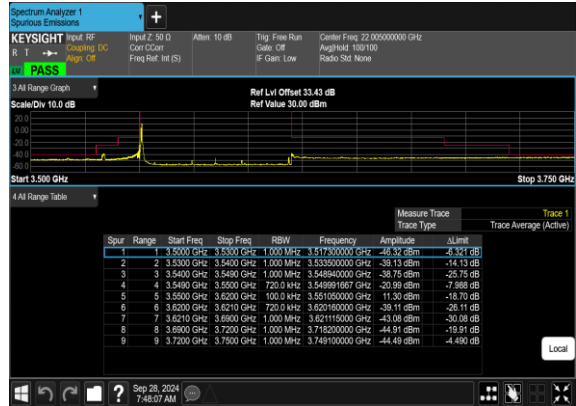 Spectrum Analyzer 1
Spurious Emissions
KEYSIGHT Input: RF Input Z: 50 Ω Atten: 10 dB Trig: Free Run Center Freq: 22.005000000 GHz
R T Coupling: DC Corr CCorr Gate: Off Avg|Hold: 100/100
Align: Off Freq Ref: Int (S) IF Gain: Low Radio Std: None
LV PASS
3 All Range Graph
Ref Lvl Offset 33.43 dB
Scale/Div 10.0 dB Ref Value 30.00 dBm
20.0
0.00
-20.0
-40.0
-60.0
Start 3.500 GHz Stop 3.750 GHz
4 All Range Table
Measure Trace Trace 1
Trace Type Trace Average (Active)
Spur Range Start Freq Stop Freq RBW Frequency Amplitude ΔLimit
1 1 3.5000 GHz 3.5300 GHz 1.000 MHz 3.517300000 GHz -46.32 dBm -6.321 dB
2 2 3.5300 GHz 3.5400 GHz 1.000 MHz 3.533500000 GHz -39.13 dBm -14.13 dB
3 3 3.5400 GHz 3.5490 GHz 1.000 MHz 3.548940000 GHz -38.75 dBm -25.75 dB
4 4 3.5490 GHz 3.5500 GHz 720.0 kHz 3.549991667 GHz -20.99 dBm -7.988 dB
5 5 3.5500 GHz 3.6200 GHz 100.0 kHz 3.551050000 GHz 11.30 dBm -18.70 dB
6 6 3.6200 GHz 3.6210 GHz 720.0 kHz 3.620160000 GHz -39.11 dBm -26.11 dB
7 7 3.6210 GHz 3.6900 GHz 1.000 MHz 3.621115000 GHz -43.08 dBm -30.08 dB
8 8 3.6900 GHz 3.7200 GHz 1.000 MHz 3.718200000 GHz -44.91 dBm -19.91 dB
9 9 3.7200 GHz 3.7500 GHz 1.000 MHz 3.749100000 GHz -44.49 dBm -4.490 dB
Local
Sep 28, 2024
7:48:07 AM